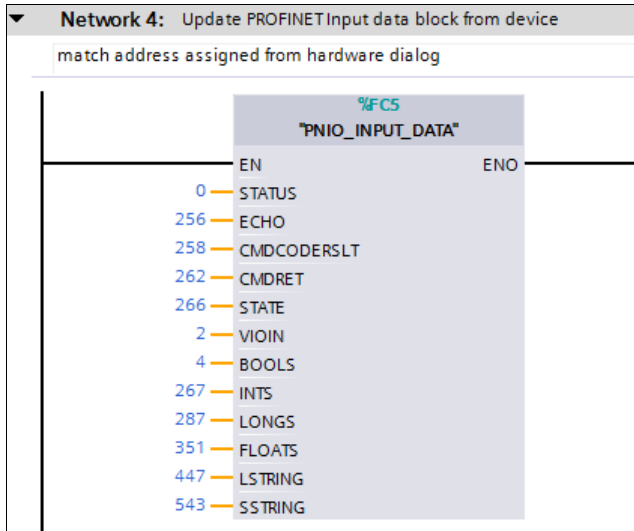 Network 4: Update PROFINET Input data block from device
match address assigned from hardware dialog
%FC5
"PNIO_INPUT_DATA"
EN ENO
0 STATUS
256 ECHO
258 CMDCODERSLT
262 CMDRET
266 STATE
2 VIOIN
4 BOOLS
267 INTS
287 LONGS
351 FLOATS
447 LSTRING
543 SSTRING